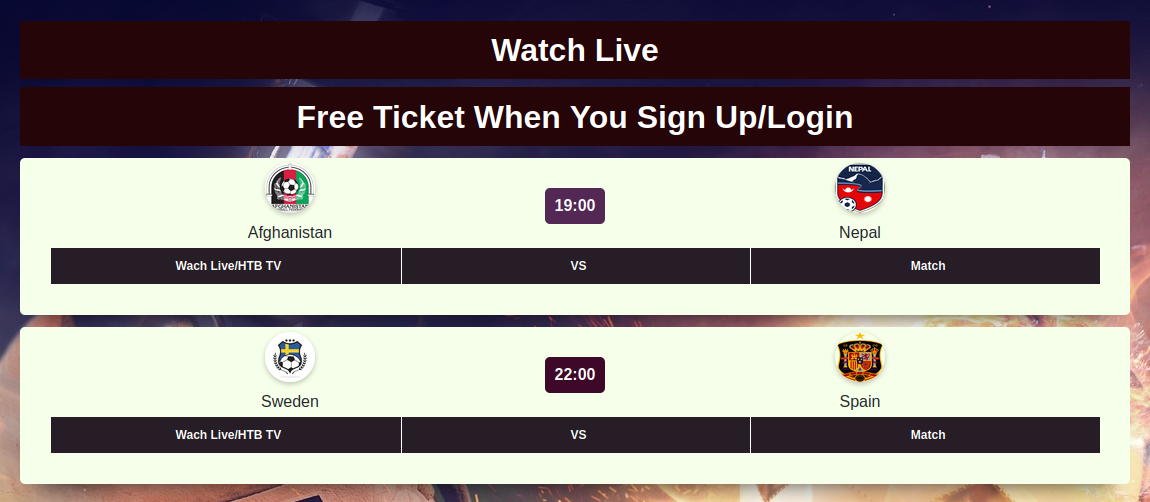 Watch Live
Free Ticket When You Sign Up/Login
AFGHANISTAN
NEPAL
19:00
Afghanistan
Nepal
Wach Live/HTB TV
VS
Match
22:00
Sweden
Spain
Wach Live/HTB TV
VS
Match